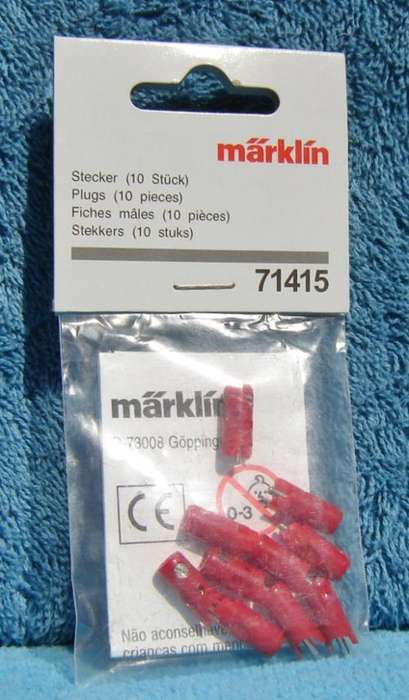 märklin
Stecker (10 Stück)
Plugs (10 pieces)
Fiches mâles (10 pièces)
Stekkers (10 stuks)
71415
märklin
73008 Göpping
CE
0-3
Não aconselháve
crianças com